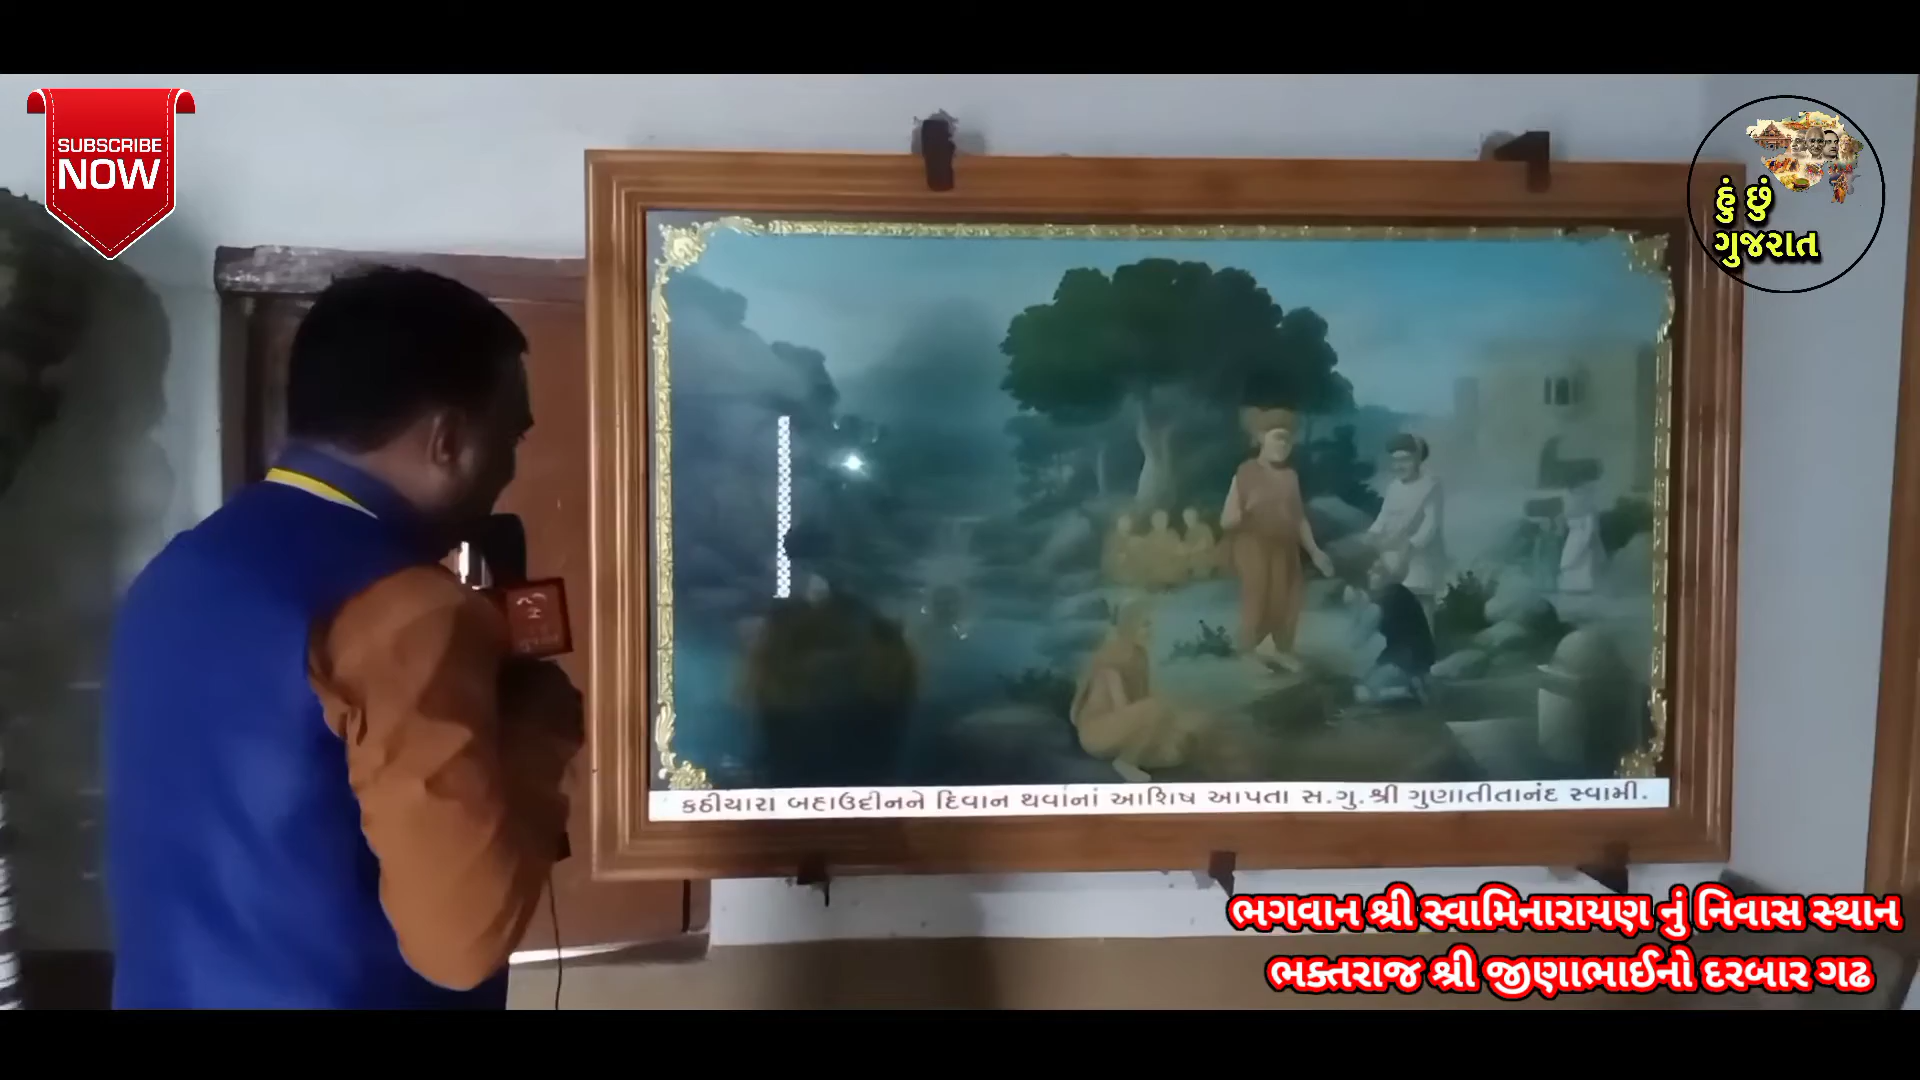 SUBSCRIBE
NOW
હું છું
ગુજરાત
કઠીયારા બહાઉદીનને દિવાન થવાનાં આશિષ આપતા સ.ગુ.શ્રી ગુણાતીતાનંદ સ્વામી.
ભગવાન શ્રી સ્વામિનારાયણ નું નિવાસ સ્થાન
ભક્તરાજ શ્રી જીણાભાઈનો દરબાર ગઢ